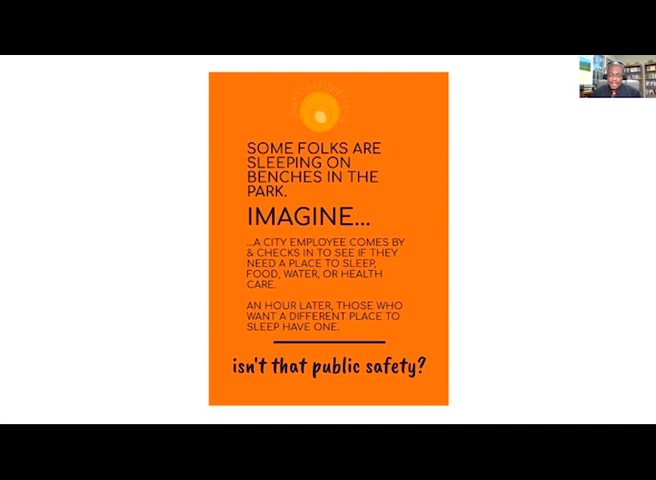 SOME FOLKS ARE
SLEEPING ON
BENCHES IN THE
PARK.
IMAGINE...
...A CITY EMPLOYEE COMES BY
& CHECKS IN TO SEE IF THEY
NEED A PLACE TO SLEEP,
FOOD, WATER, OR HEALTH
CARE.
AN HOUR LATER, THOSE WHO
WANT A DIFFERENT PLACE TO
SLEEP HAVE ONE.
isn't that public safety?